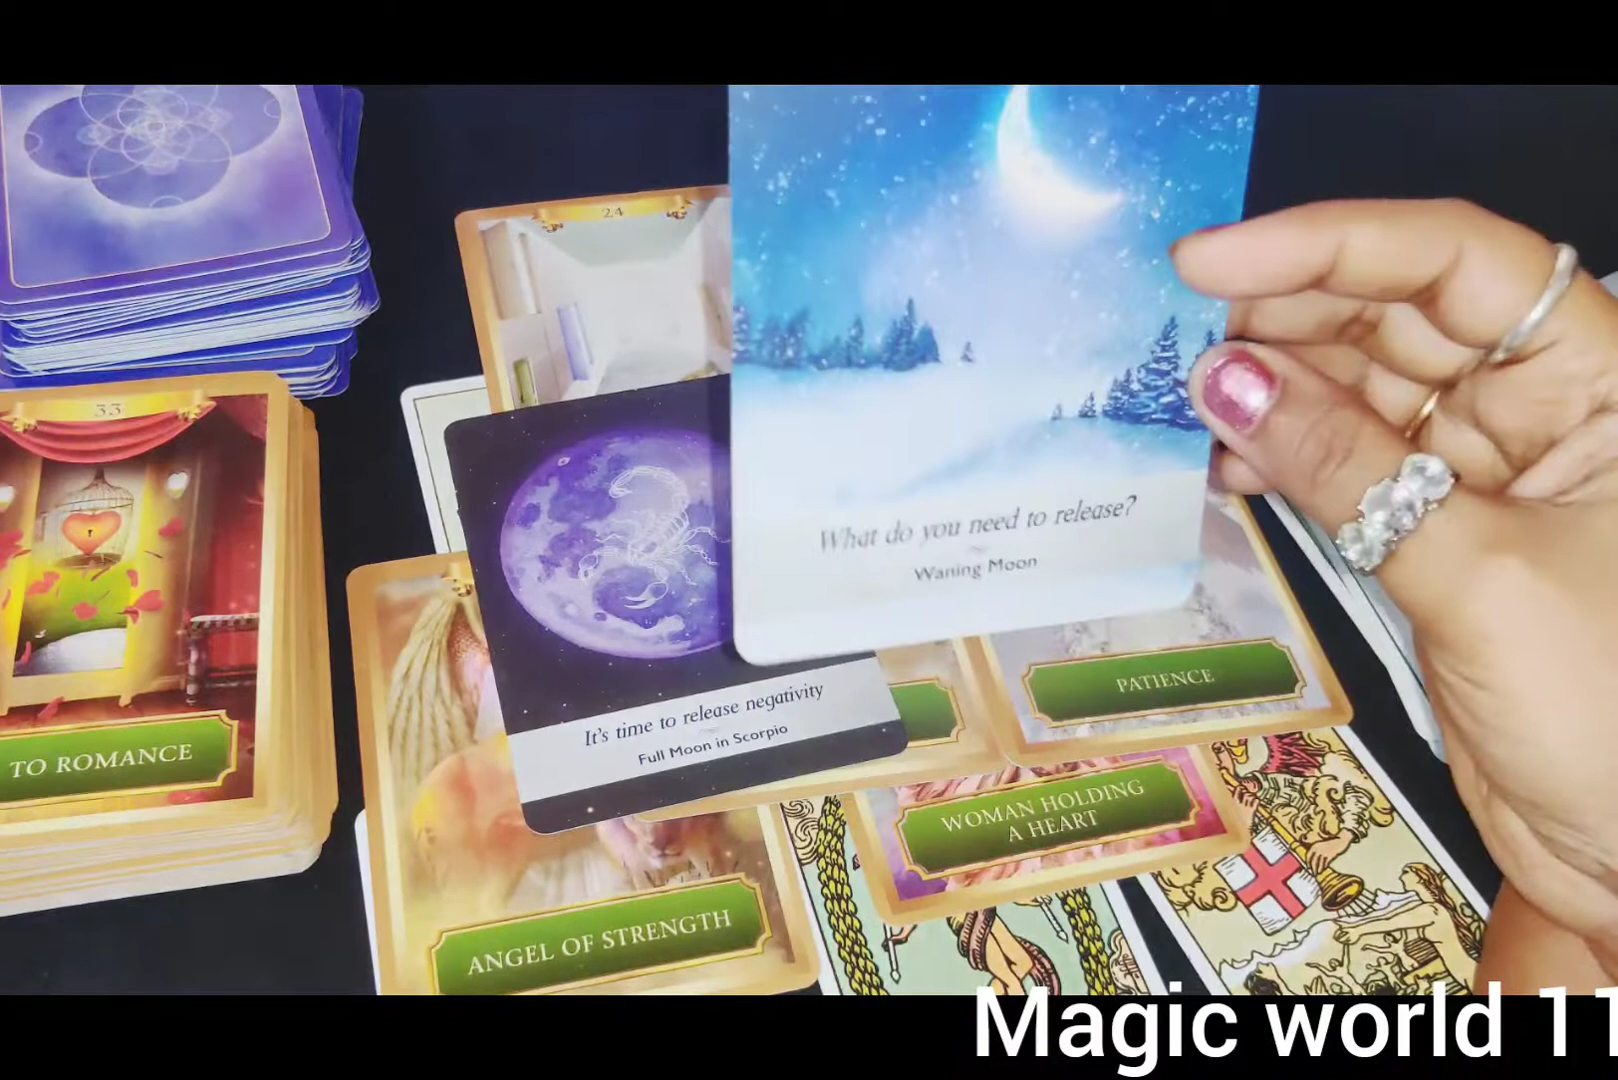 24
33
What do you need to release?
Waning Moon
PATIENCE
It's time to release negativity
Full Moon in Scorpio
TO ROMANCE
WOMAN HOLDING
A HEART
ANGEL OF STRENGTH
Magic world 11